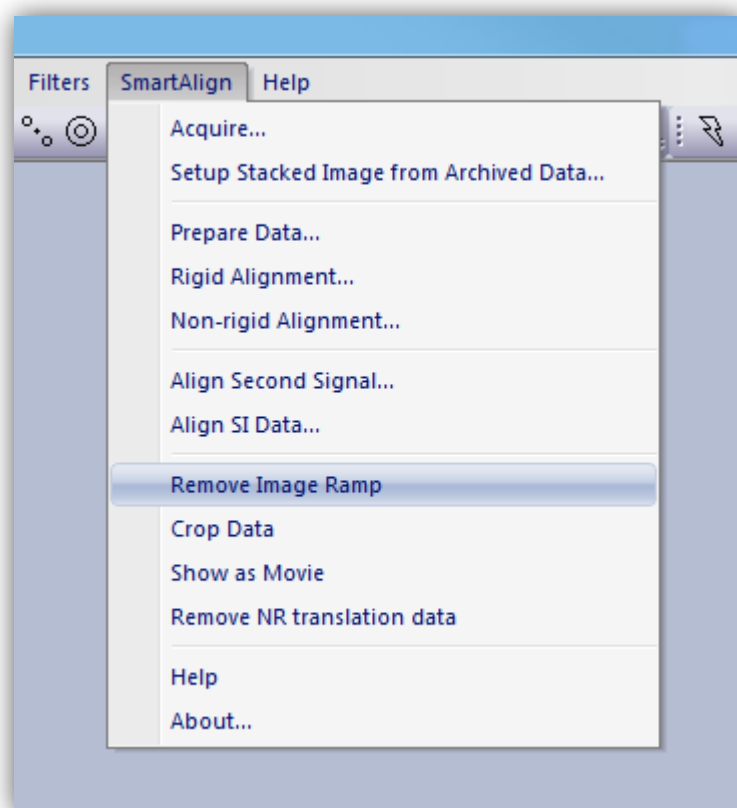 Filters SmartAlign Help
Acquire...
Setup Stacked Image from Archived Data...
Prepare Data...
Rigid Alignment...
Non-rigid Alignment...
Align Second Signal...
Align SI Data...
Remove Image Ramp
Crop Data
Show as Movie
Remove NR translation data
Help
About...